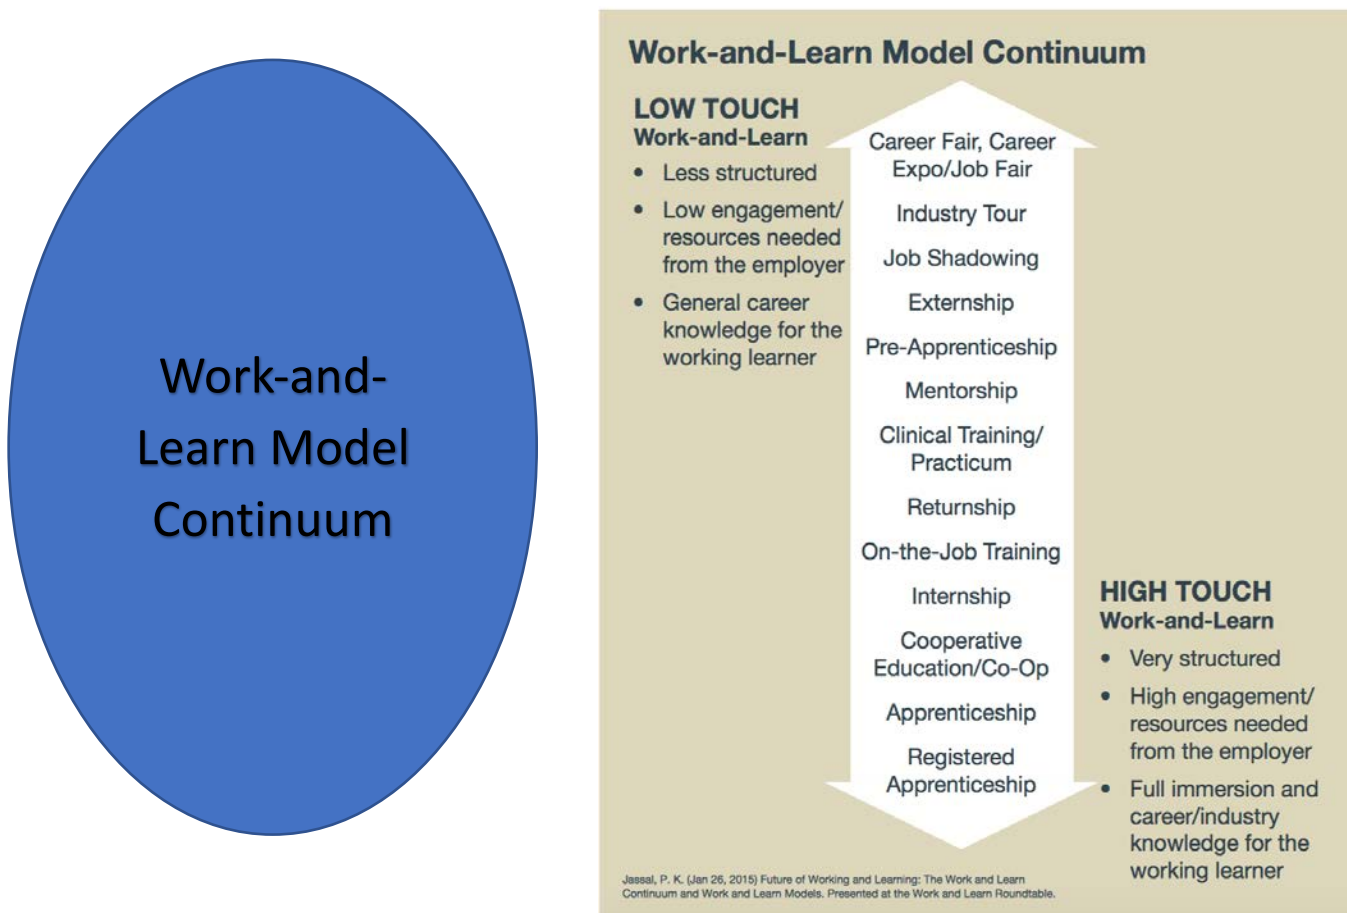 Work-and-
Learn Model
Continuum
Work-and-Learn Model Continuum
LOW TOUCH
Work-and-Learn
• Less structured
• Low engagement/
resources needed
from the employer
• General career
knowledge for the
working learner
Career Fair, Career
Expo/Job Fair
Industry Tour
Job Shadowing
Externship
Pre-Apprenticeship
Mentorship
Clinical Training/
Practicum
Returnship
On-the-Job Training
Internship
Cooperative
Education/Co-Op
Apprenticeship
Registered
Apprenticeship
HIGH TOUCH
Work-and-Learn
• Very structured
• High engagement/
resources needed
from the employer
• Full immersion and
career/industry
knowledge for the
working learner
Jassal, P. K. (Jan 26, 2015) Future of Working and Learning: The Work and Learn
Continuum and Work and Learn Models. Presented at the Work and Learn Roundtable.